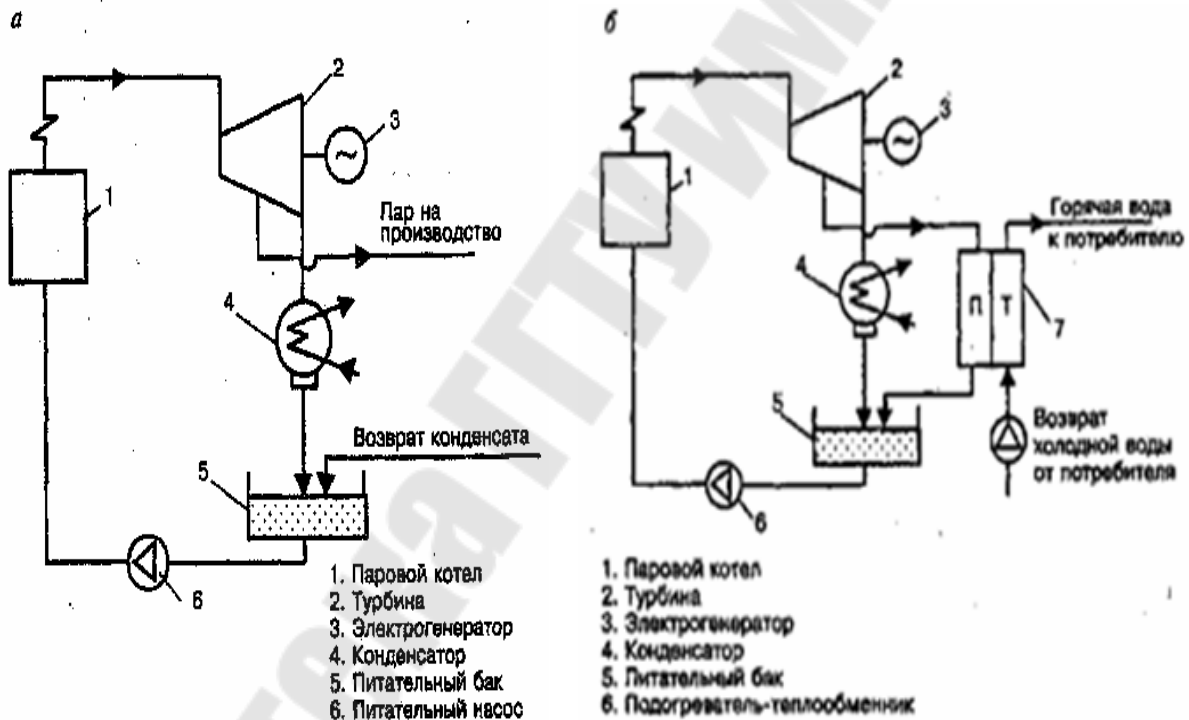 а
2
3
1
Пар на
производство
4
Возврат конденсата
5
6
1. Паровой котел
2. Турбина
3. Электрогенератор
4. Конденсатор
5. Питательный бак
6. Питательный насос
б
2
3
1
Горячая вода
к потребителю
4
П Т
7
5
Возврат
холодной воды
от потребителя
6
1. Паровой котел
2. Турбина
3. Электрогенератор
4. Конденсатор
5. Питательный бак
6. Подогреватель-теплообменник